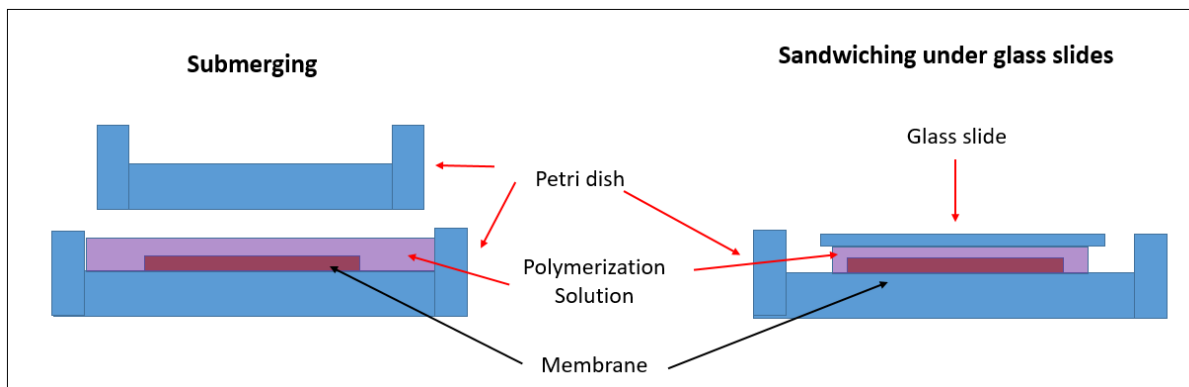 Submerging
Sandwiching under glass slides
Glass slide
Petri dish
Polymerization
Solution
Membrane